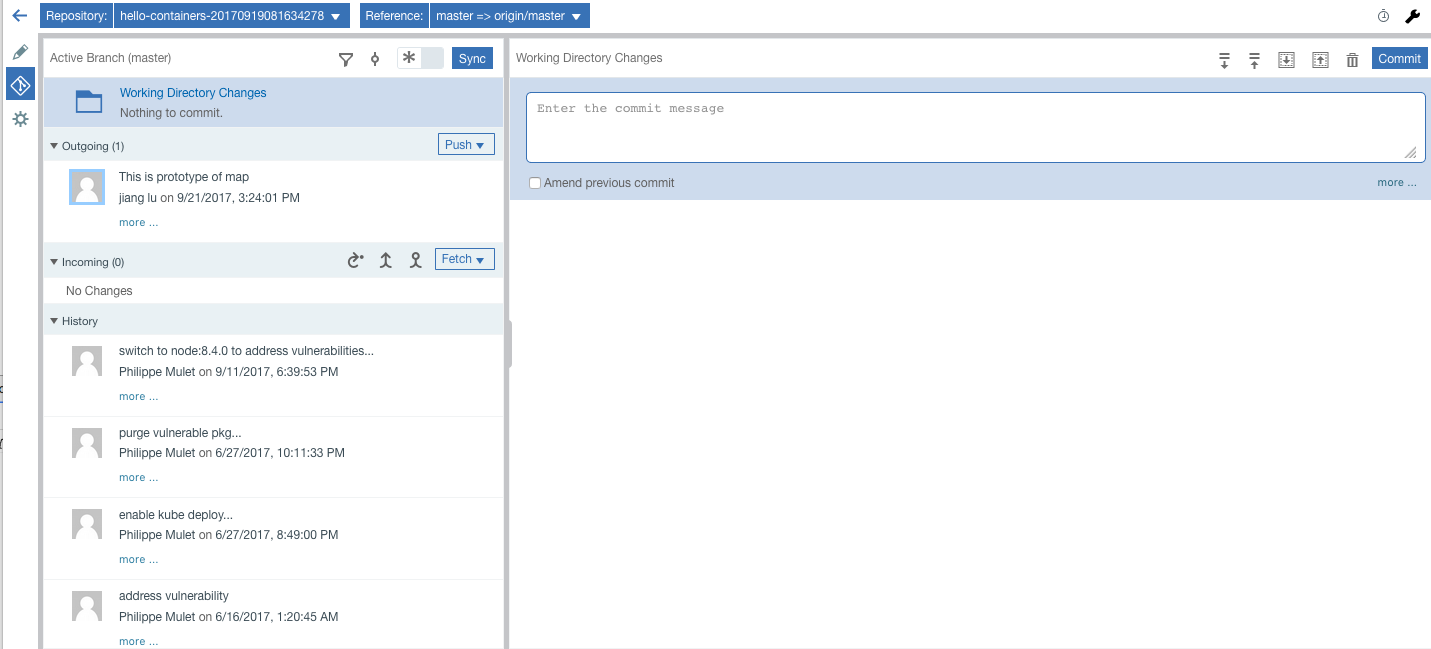 Repository: hello-containers-20170919081634278 Reference: master => origin/master
Active Branch (master)
Sync
Working Directory Changes
Nothing to commit.
Outgoing (1)
Push
This is prototype of map
jiang lu on 9/21/2017, 3:24:01 PM
more ...
Incoming (0)
Fetch
No Changes
History
switch to node:8.4.0 to address vulnerabilities...
Philippe Mulet on 9/11/2017, 6:39:53 PM
more ...
purge vulnerable pkg...
Philippe Mulet on 6/27/2017, 10:11:33 PM
more ...
enable kube deploy...
Philippe Mulet on 6/27/2017, 8:49:00 PM
more ...
address vulnerability
Philippe Mulet on 6/16/2017, 1:20:45 AM
more ...
Working Directory Changes
Commit
Enter the commit message
Amend previous commit
more ...